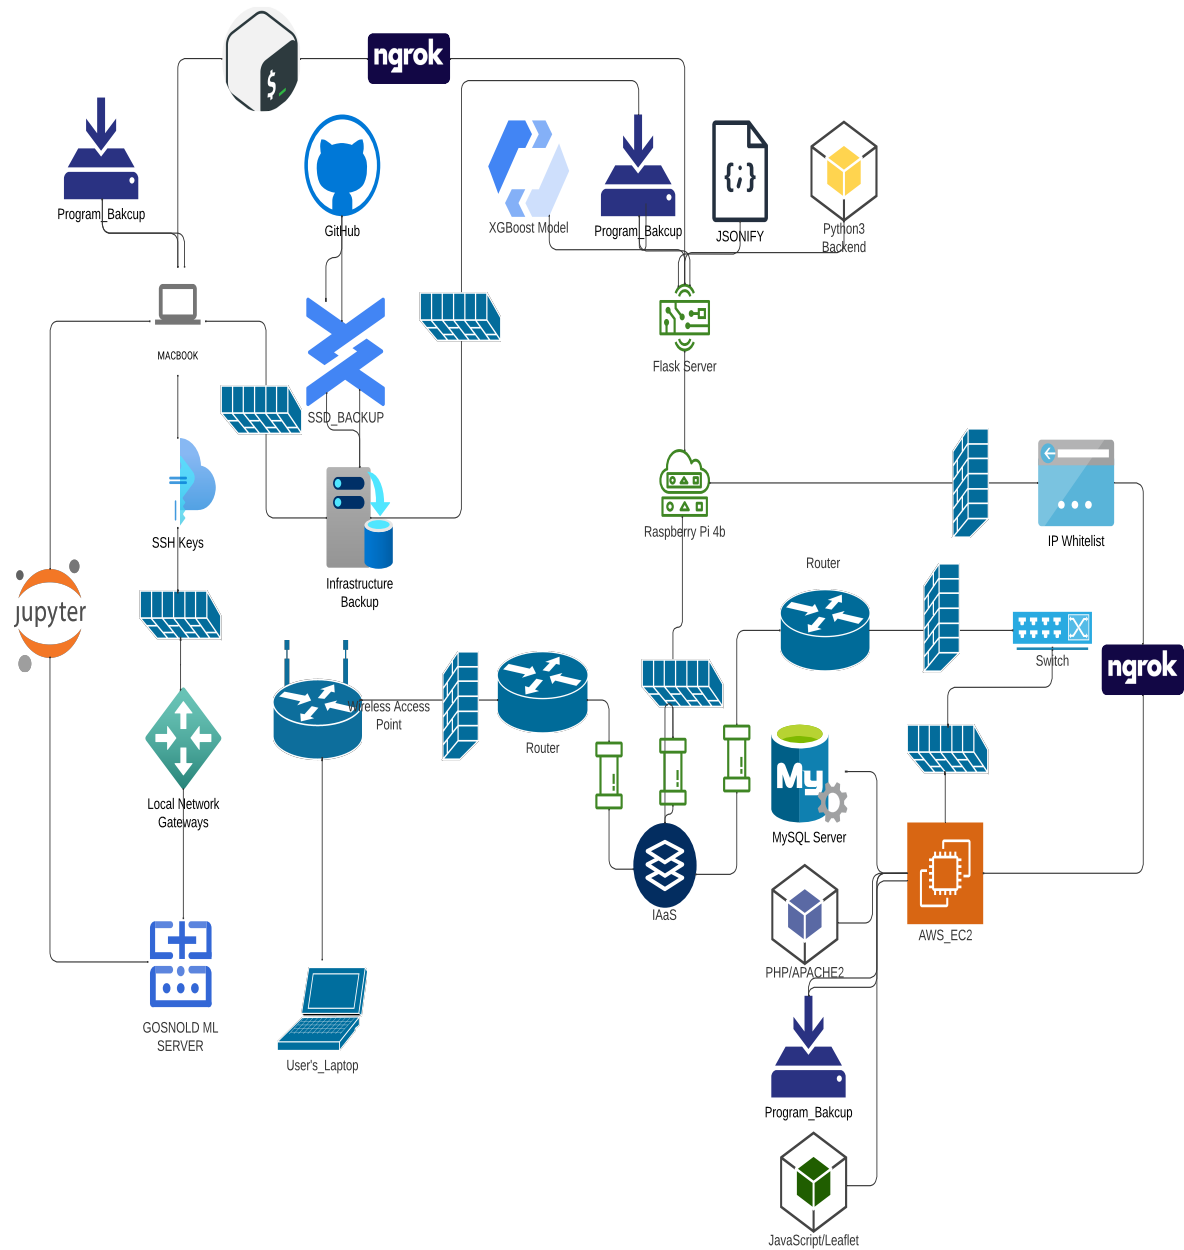 $
ngrok
Program_Bakcup
GitHub
XGBoost Model
Program_Bakcup
{;}
JSONIFY
Python3
Backend
MACBOOK
Flask Server
SSD_BACKUP
SSH Keys
Infrastructure
Backup
Raspberry Pi 4b
IP Whitelist
Router
jupyter
Switch
ngrok
Wireless Access
Point
Router
My
MySQL Server
Local Network
Gateways
IAaS
AWS_EC2
PHP/APACHE2
GOSNOLD ML
SERVER
User's_Laptop
Program_Bakcup
JavaScript/Leaflet